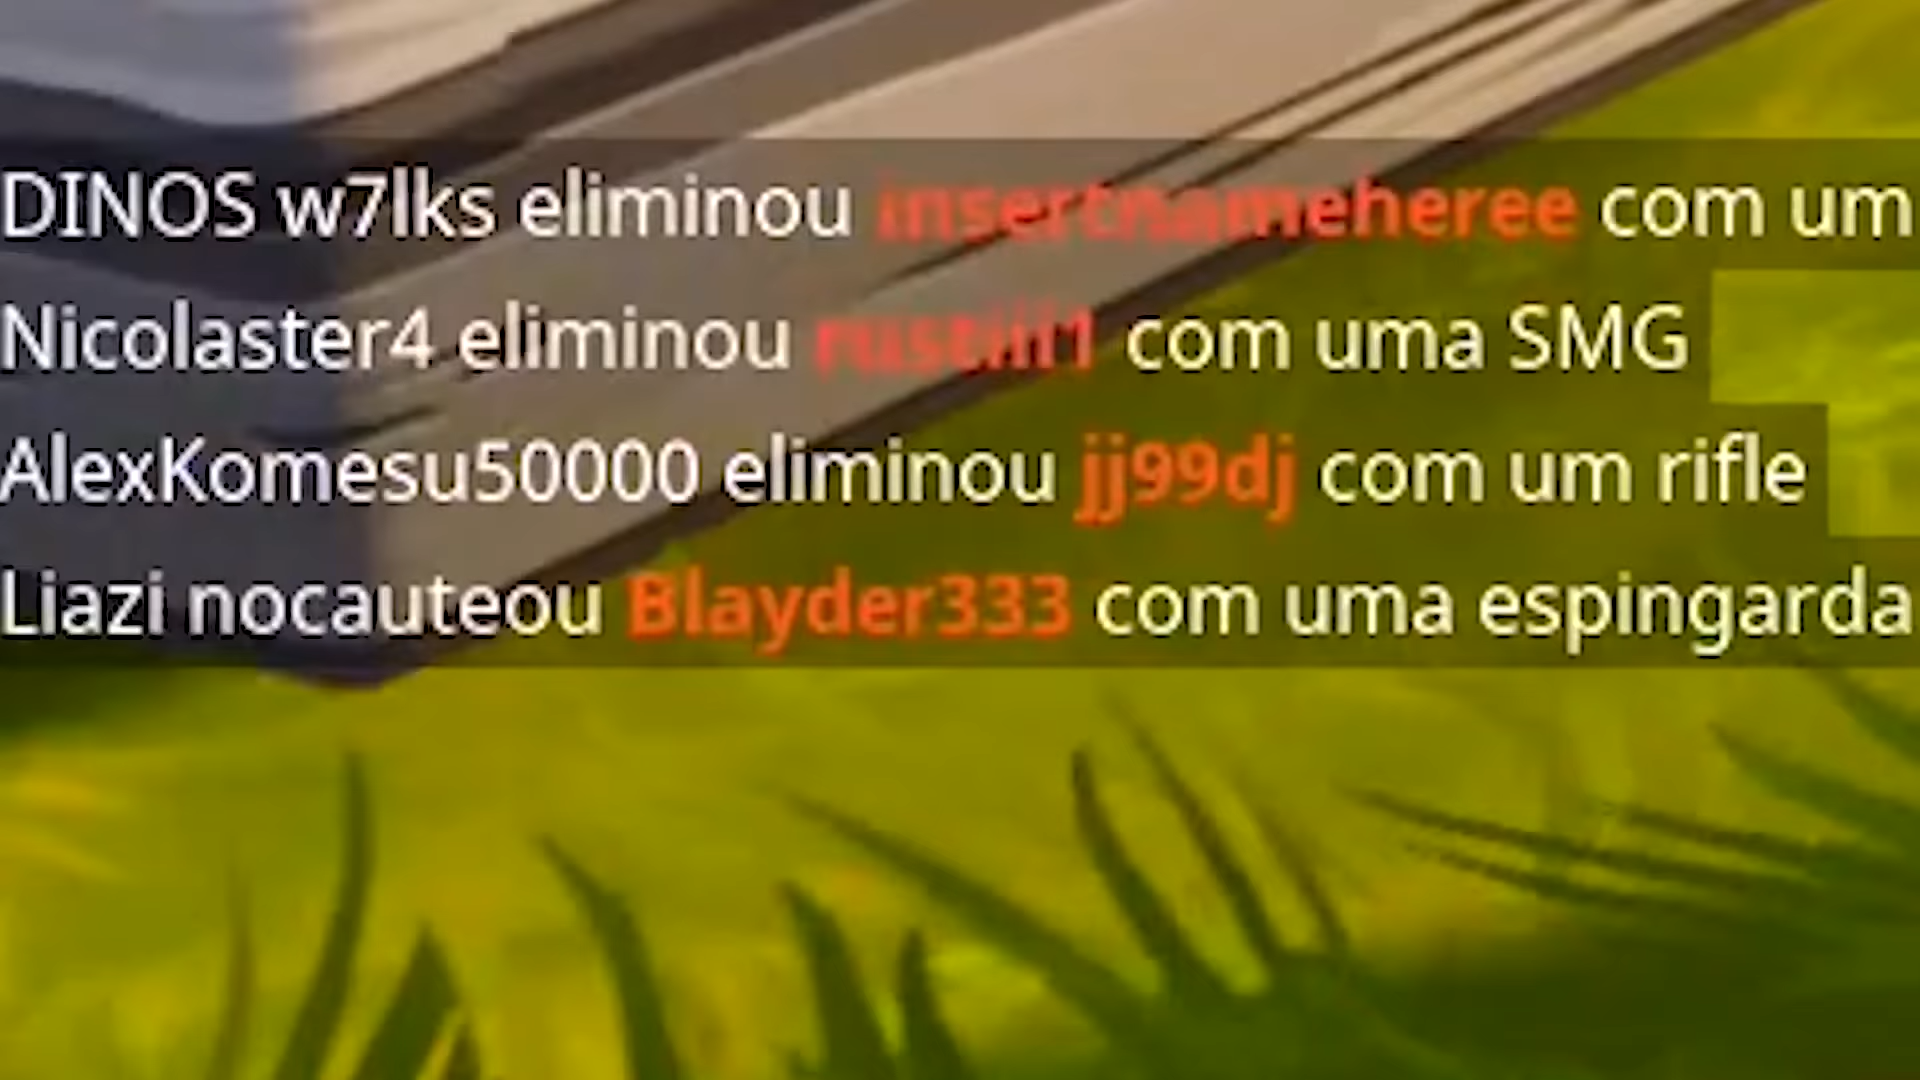 DINOS w7lks eliminou insertnameheree com um
Nicolaster4 eliminou com uma SMG
AlexKomesu50000 eliminou jj99dj com um rifle
Liazi nocauteou Blayder333 com uma espingarda